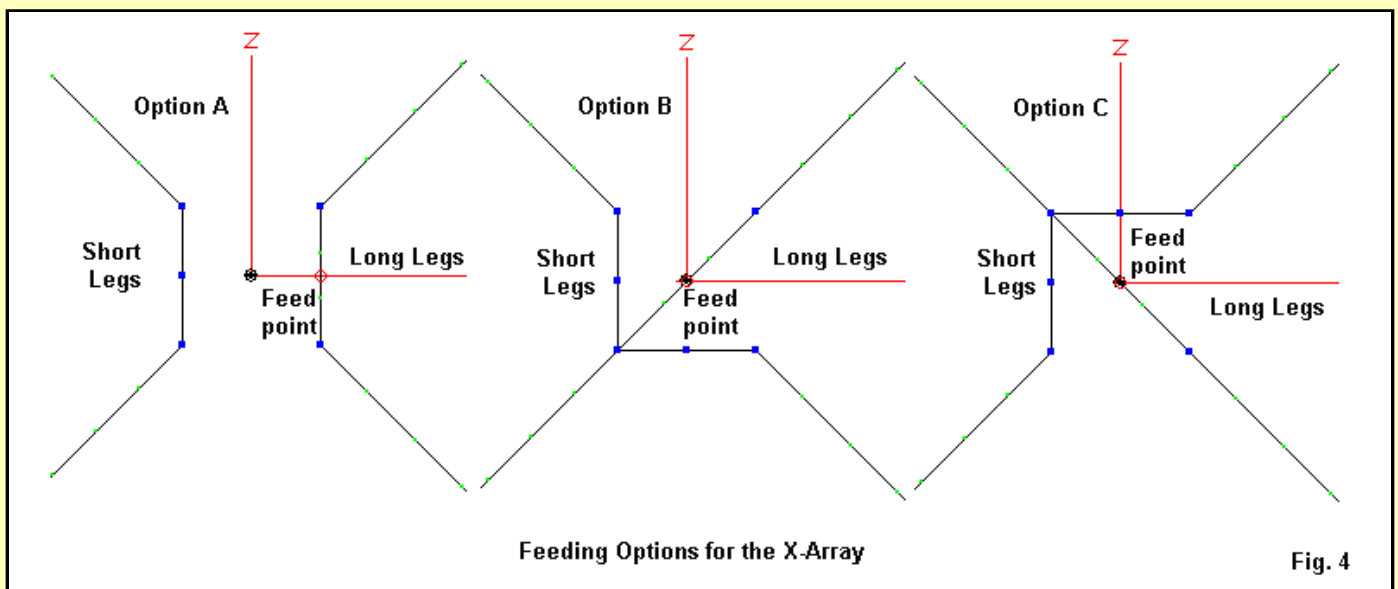 Z
Option A
Short
Legs
Long Legs
Feed
point
Z
Option B
Short
Legs
Long Legs
Feed
point
Z
Option C
Short
Legs
Feed
point
Long Legs
Feeding Options for the X-Array
Fig. 4